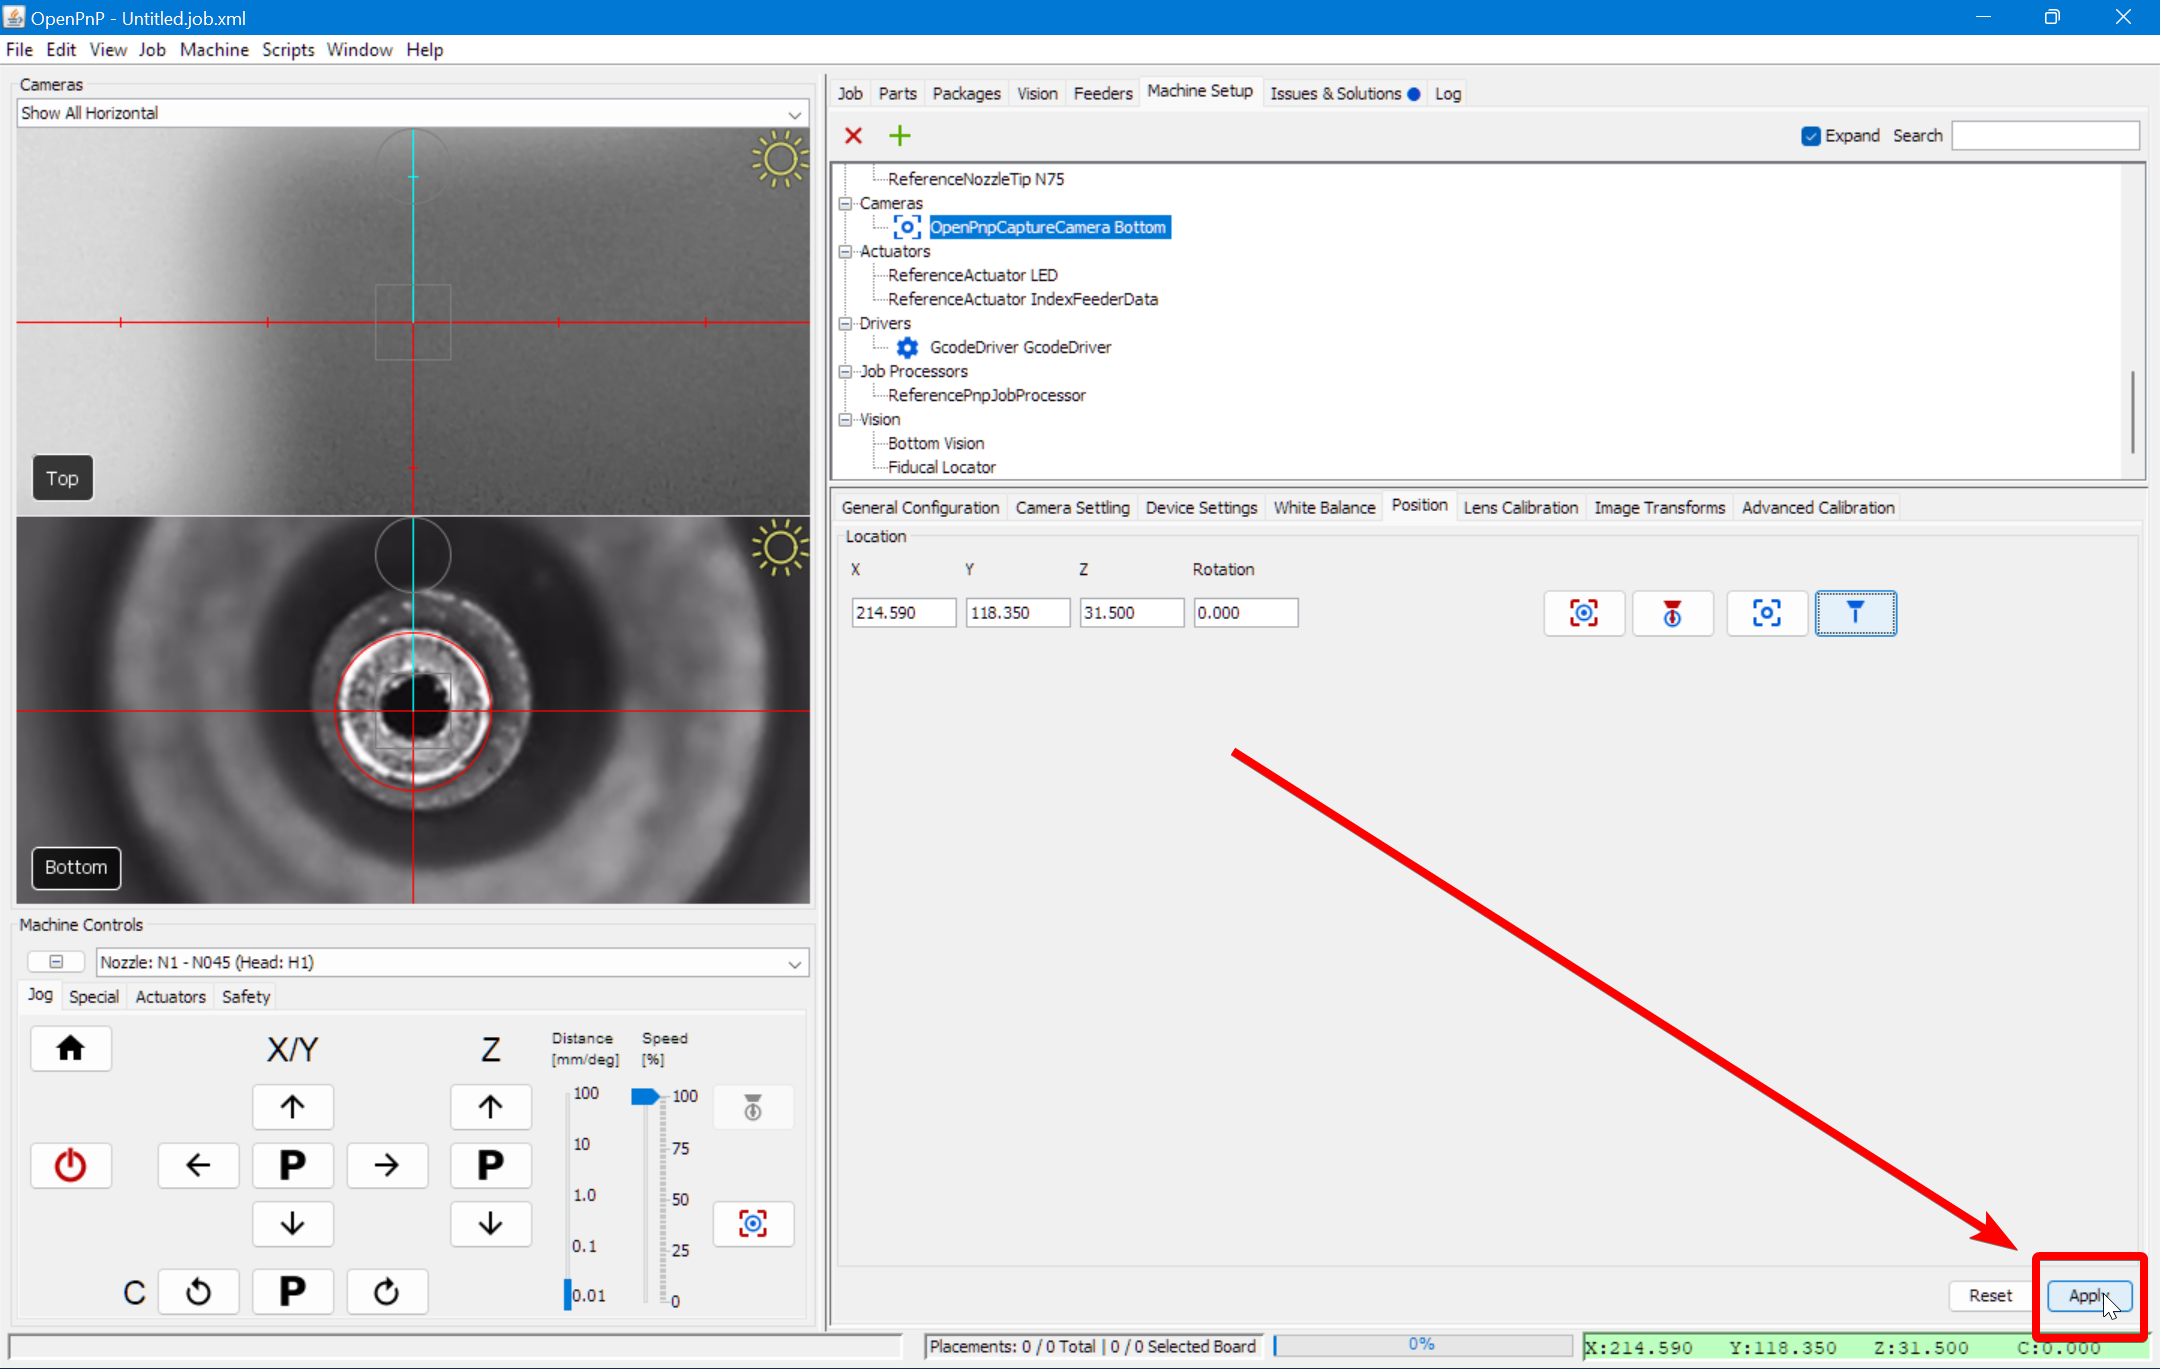 OpenPnP - Untitled.job.xml
File Edit View Job Machine Scripts Window Help
Cameras
Show All Horizontal
Top
Bottom
Machine Controls
Nozzle: N1 - N045 (Head: H1)
Jog Special Actuators Safety
X/Y Z Distance [mm/deg] Speed [%]
100 100
10 75
P P
1.0 50
0.1 25
C P 0.01 0
Job Parts Packages Vision Feeders Machine Setup Issues & Solutions Log
Expand Search
ReferenceNozzleTip N75
Cameras
OpenPnpCaptureCamera Bottom
Actuators
ReferenceActuator LED
ReferenceActuator IndexFeederData
Drivers
GcodeDriver GcodeDriver
Job Processors
ReferencePnpJobProcessor
Vision
Bottom Vision
Fiducal Locator
General Configuration Camera Settling Device Settings White Balance Position Lens Calibration Image Transforms Advanced Calibration
Location
X Y Z Rotation
214.590 118.350 31.500 0.000
Reset Apply
Placements: 0 / 0 Total | 0 / 0 Selected Board 0% X:214.590 Y:118.350 Z:31.500 C:0.000